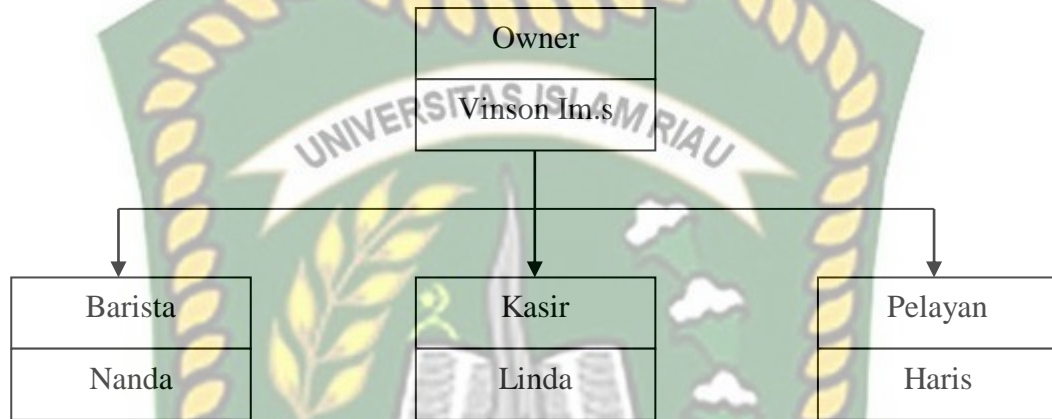 Owner
Vinson Im.s
UNIVERSITAS ISLAM RIAU
Barista
Kasir
Pelayan
Nanda
Linda
Haris